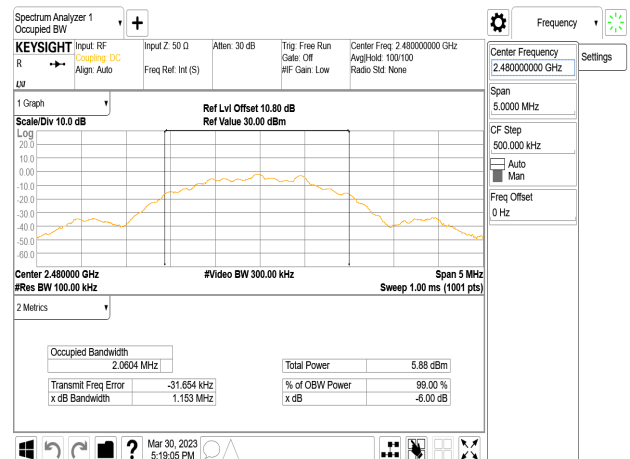 Spectrum Analyzer 1
Occupied BW
Frequency
KEYSIGHT
R
Input: RF
Coupling: DC
Align: Auto
Input Z: 50 Ω
Freq Ref: Int (S)
Atten: 30 dB
Trig: Free Run
Gate: Off
#IF Gain: Low
Center Freq: 2.480000000 GHz
Avg|Hold: 100/100
Radio Std: None
Center Frequency
2.480000000 GHz
Settings
Span
5.0000 MHz
CF Step
500.000 kHz
Auto
Man
Freq Offset
0 Hz
1 Graph
Ref Lvl Offset 10.80 dB
Scale/Div 10.0 dB
Ref Value 30.00 dBm
Log
20.0
10.0
0.00
-10.0
-20.0
-30.0
-40.0
-50.0
-60.0
Center 2.48000 GHz
#Video BW 300.00 kHz
Span 5 MHz
#Res BW 100.00 kHz
Sweep 1.00 ms (1001 pts)
2 Metrics
Occupied Bandwidth
2.0604 MHz
Total Power 5.88 dBm
Transmit Freq Error -31.654 kHz
% of OBW Power 99.00 %
x dB Bandwidth 1.153 MHz
x dB -6.00 dB
?
Mar 30, 2023
5:19:05 PM